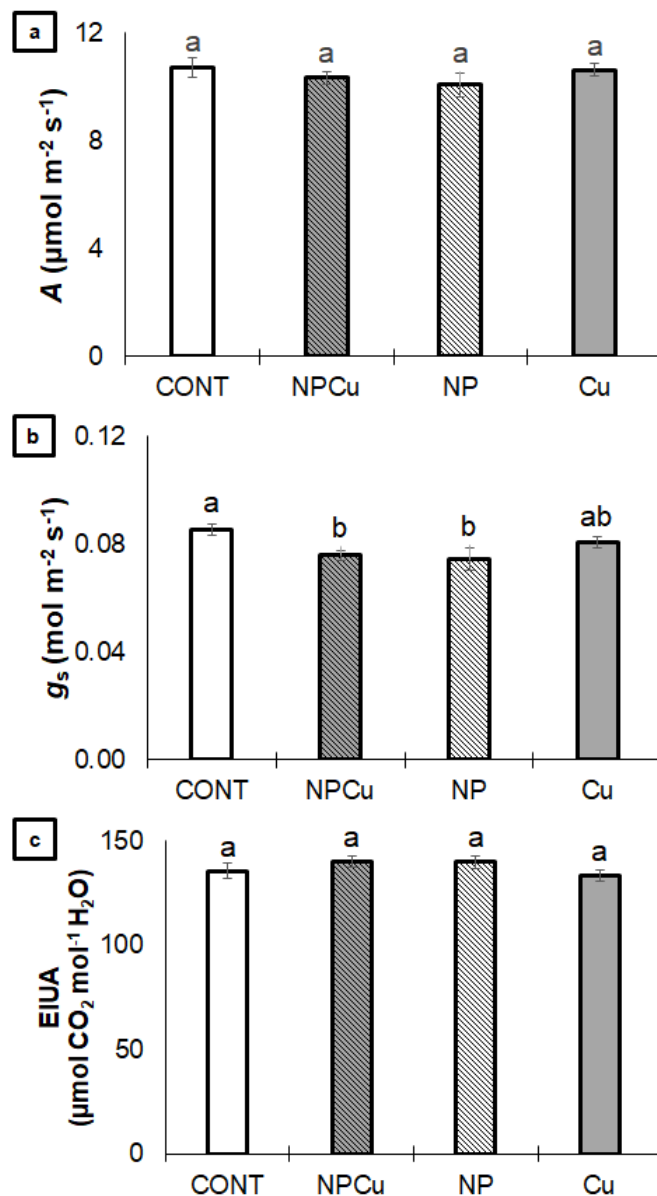 a
12
8
4
0
A (µmol m⁻² s⁻¹)
a a a a
CONT NPCu NP Cu
b
0.12
0.08
0.04
0.00
gₛ (mol m⁻² s⁻¹)
a b b ab
CONT NPCu NP Cu
c
150
100
50
0
EIUA
(µmol CO₂ mol⁻¹ H₂O)
a a a a
CONT NPCu NP Cu